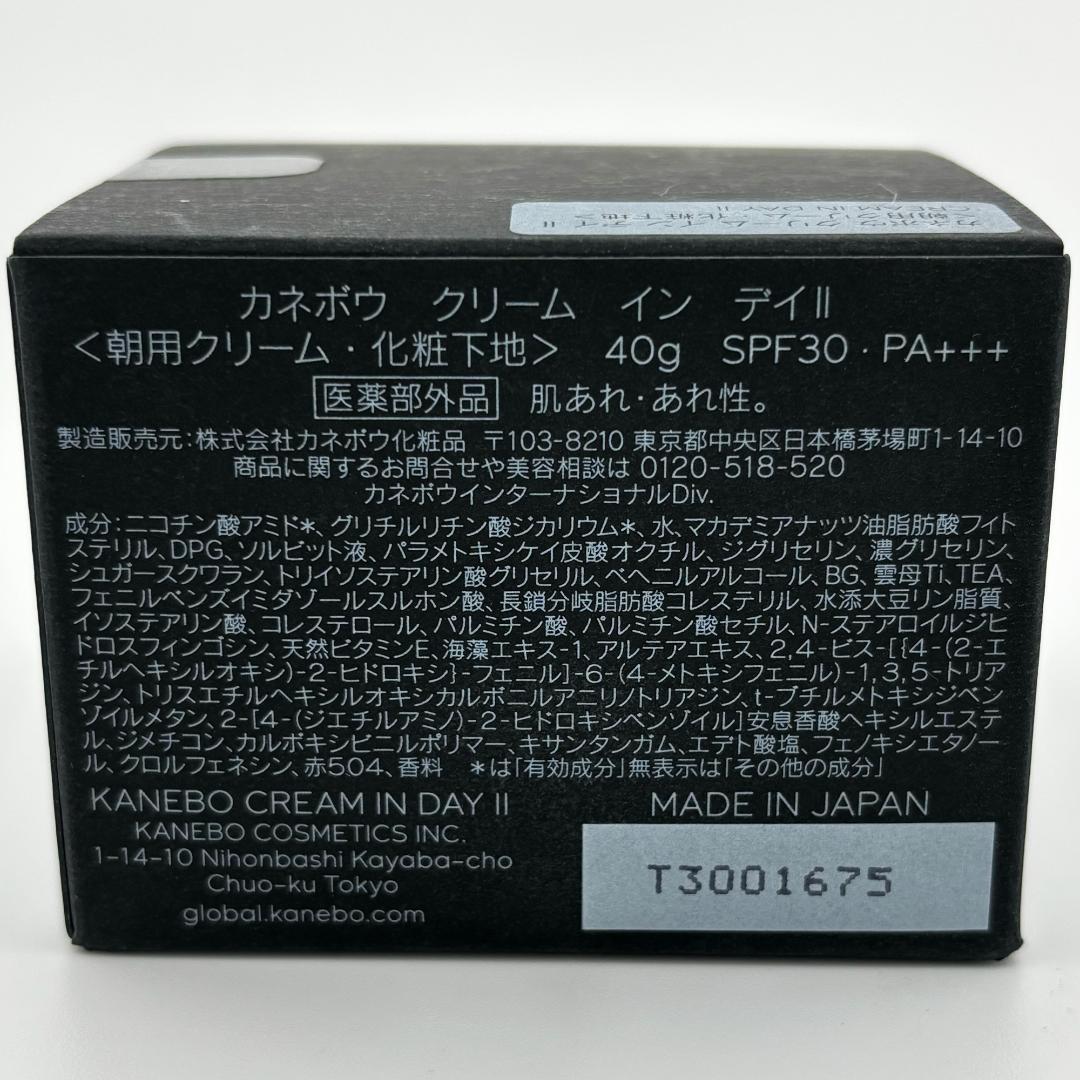 カネボウ クリーム イン デイ II
CREAM IN DAY II
<朝用クリーム・化粧下地>
カネボウ クリーム イン デイII
<朝用クリーム・化粧下地> 40g SPF30・PA+++
医薬部外品 肌あれ・あれ性。
製造販売元:株式会社カネボウ化粧品 〒103-8210 東京都中央区日本橋茅場町1-14-10
商品に関するお問合せや美容相談は 0120-518-520
カネボウインターナショナルDiv.
成分:ニコチン酸アミド*、グリチルリチン酸ジカリウム*、水、マカデミアナッツ油脂肪酸フィト
ステリル、DPG、ソルビット液、パラメトキシケイ皮酸オクチル、ジグリセリン、濃グリセリン、
シュガースクワラン、トリイソステアリン酸グリセリル、ベヘニルアルコール、BG、雲母Ti、TEA、
フェニルベンズイミダゾールスルホン酸、長鎖分岐脂肪酸コレステリル、水添大豆リン脂質、
イソステアリン酸、コレステロール、パルミチン酸、パルミチン酸セチル、N-ステアロイルジヒ
ドロスフィンゴシン、天然ビタミンE、海藻エキス-1、アルテアエキス、2,4-ビス-[{4-(2-エ
チルヘキシルオキシ)-2-ヒドロキシ}-フェニル]-6-(4-メトキシフェニル)-1,3,5-トリア
ジン、トリスエチルヘキシルオキシカルボニルアニリノトリアジン、t-ブチルメトキシジベン
ゾイルメタン、2-[4-(ジエチルアミノ)-2-ヒドロキシベンゾイル]安息香酸ヘキシルエステ
ル、ジメチコン、カルボキシビニルポリマー、キサンタンガム、エデト酸塩、フェノキシエタノー
ル、クロルフェネシン、赤504、香料 *は「有効成分」無表示は「その他の成分」
KANEBO CREAM IN DAY II
KANEBO COSMETICS INC.
1-14-10 Nihonbashi Kayaba-cho
Chuo-ku Tokyo
global.kanebo.com
MADE IN JAPAN
T3001675